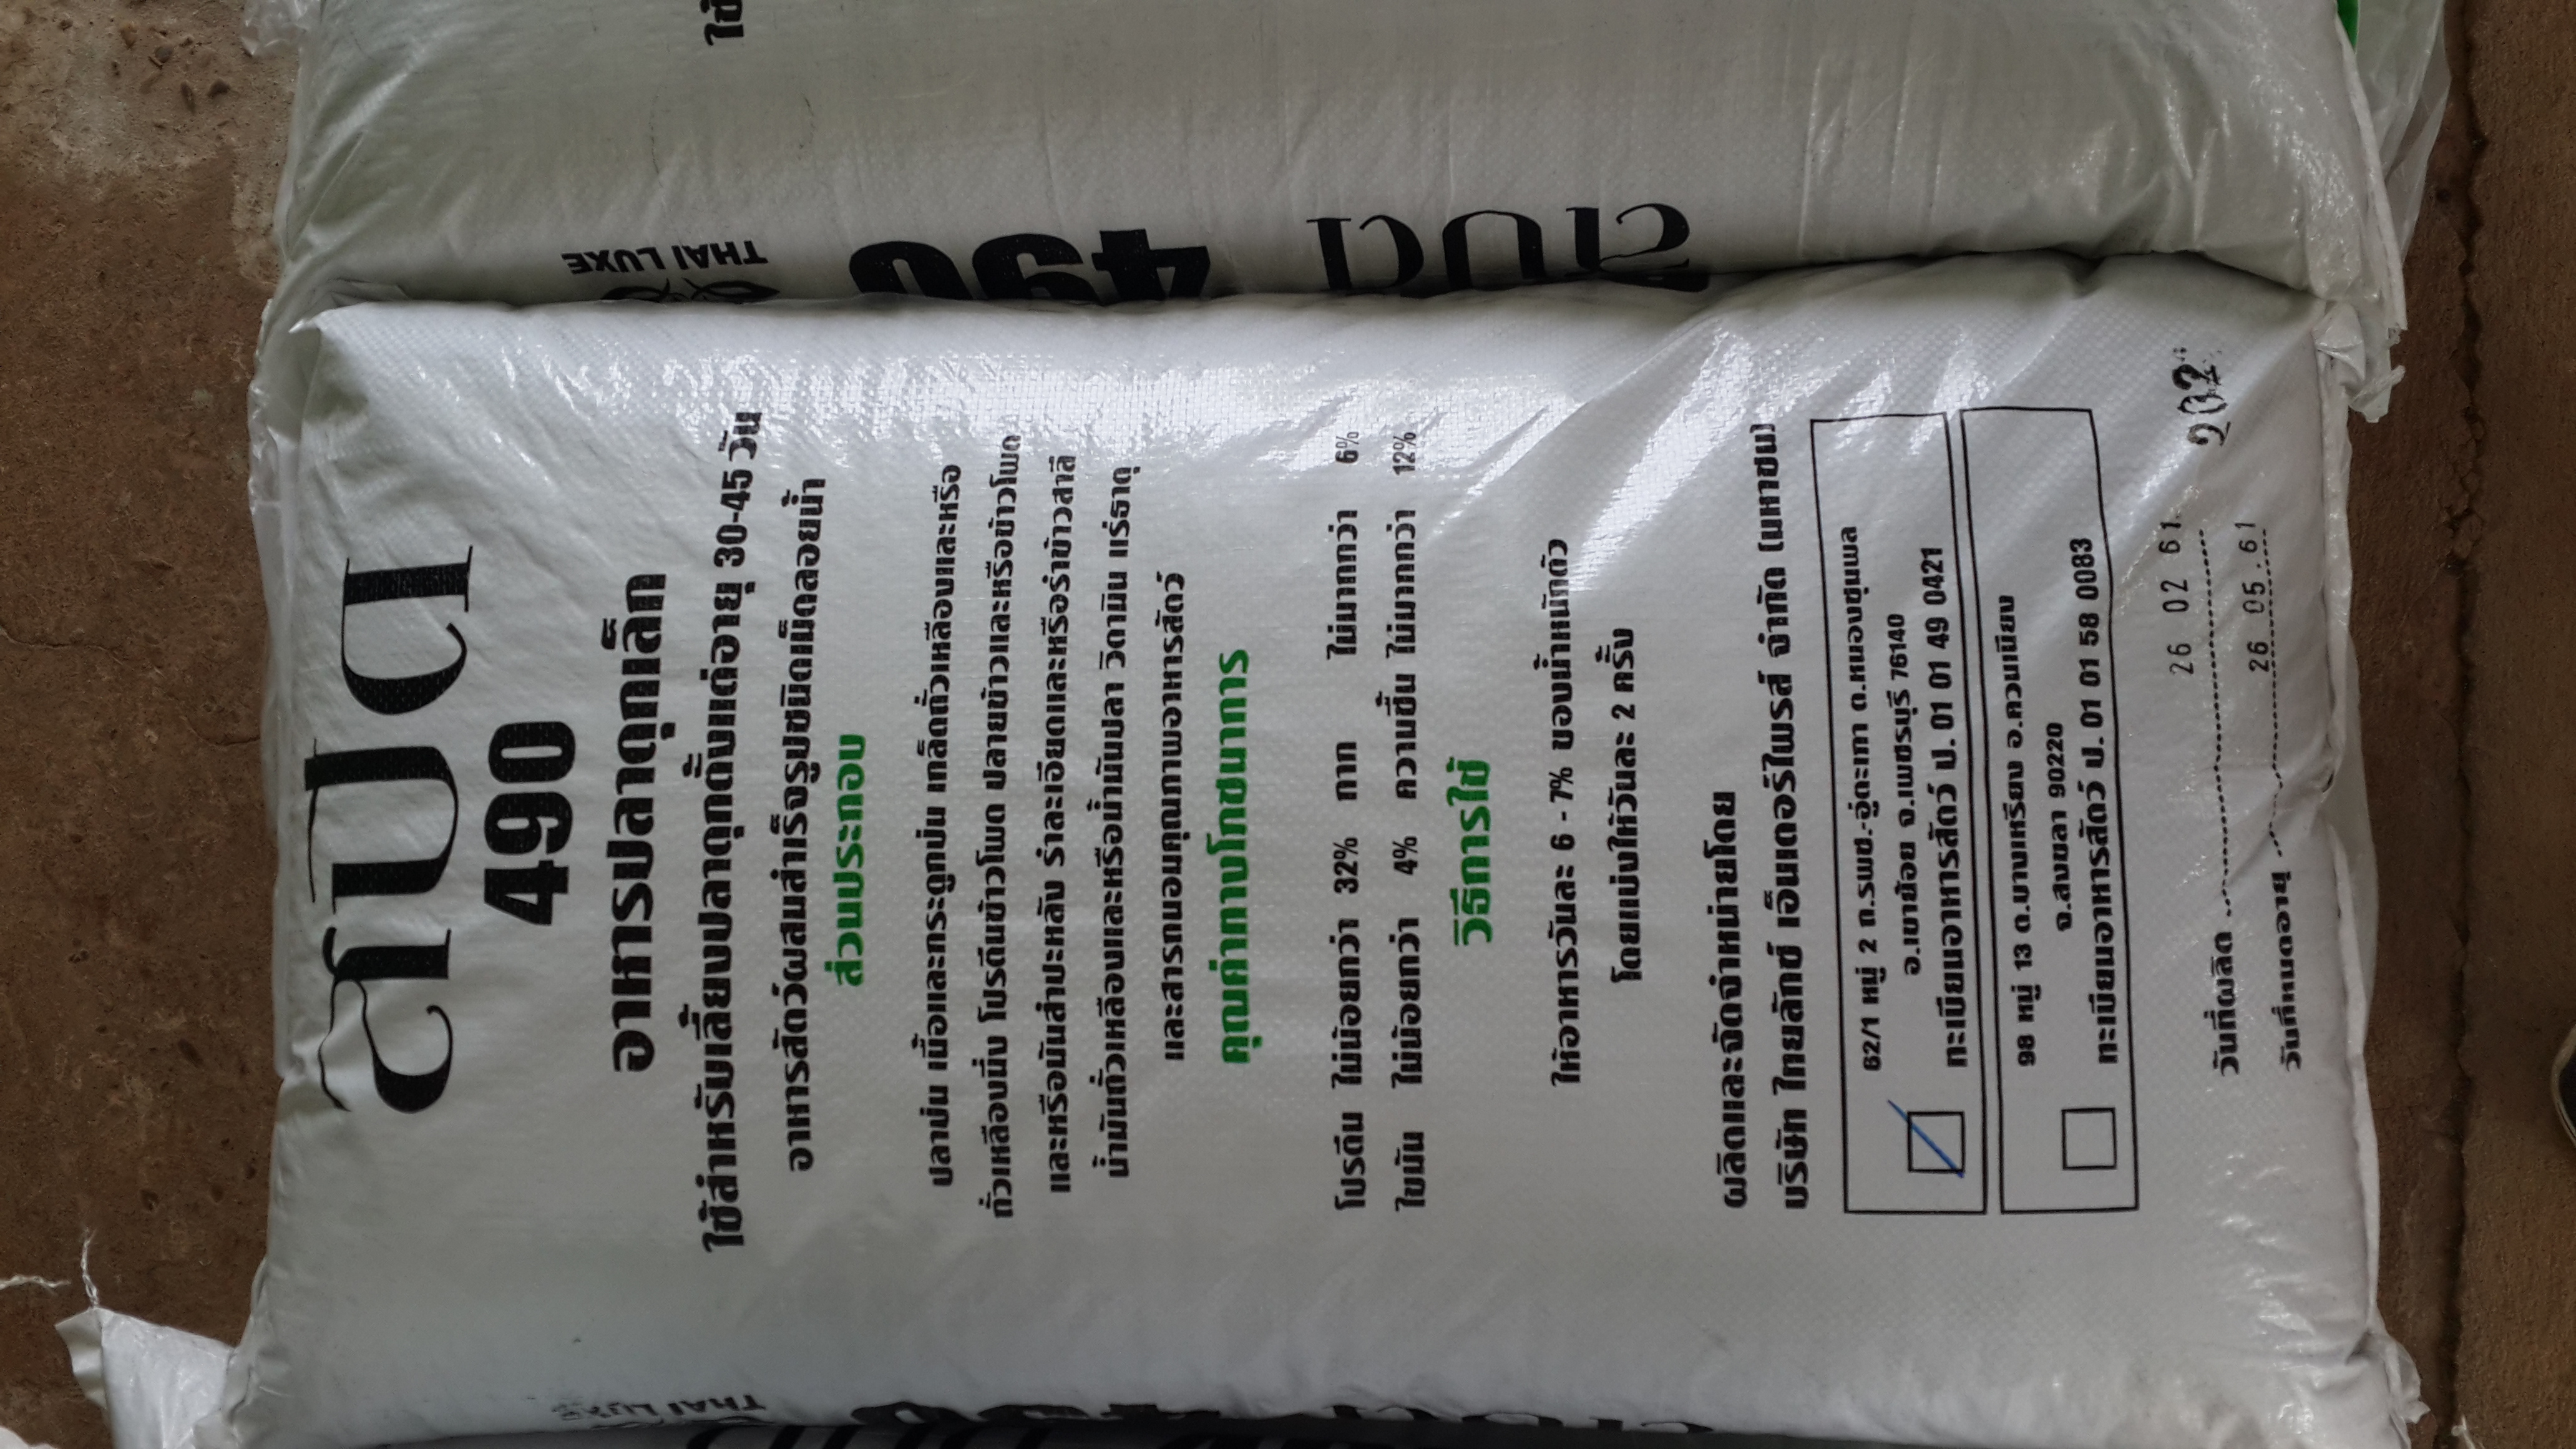 สปีด
490
อาหารปลาดุกเล็ก
ใช้สำหรับเลี้ยงปลาดุกตั้งแต่อายุ 30-45 วัน
อาหารสัตว์ผสมสำเร็จรูปชนิดเม็ดลอยน้ำ
ส่วนประกอบ
ปลาป่น เนื้อและกระดูกป่น เกล็ดถั่วเหลืองและหรือ
ถั่วเหลืองนึ่ง โปรตีนข้าวโพด ปลายข้าวและหรือข้าวโพด
และหรือมันสำปะหลัง รำละเอียดและหรือรำข้าวสาลี
น้ำมันถั่วเหลืองและหรือน้ำมันปลา วิตามิน แร่ธาตุ
และสารถนอมคุณภาพอาหารสัตว์
คุณค่าทางโภชนาการ
โปรตีน ไม่น้อยกว่า 32% กาก ไม่มากกว่า 6%
ไขมัน ไม่น้อยกว่า 4% ความชื้น ไม่มากกว่า 12%
วิธีการใช้
ให้อาหารวันละ 6 - 7% ของน้ำหนักตัว
โดยแบ่งให้วันละ 2 ครั้ง
ผลิตและจัดจำหน่ายโดย
บริษัท ไทยลักซ์ เอ็นเตอร์ไพรส์ จำกัด (มหาชน)
62/1 หมู่ 2 ถ.รพช.-อู่ตะเภา ต.หนองชุมพล
อ.เขาย้อย จ.เพชรบุรี 76140
ทะเบียนอาหารสัตว์ ป. 01 01 49 0421
98 หมู่ 13 ต.บางเหรียง อ.ควนเนียง
จ.สงขลา 90220
ทะเบียนอาหารสัตว์ ป. 01 01 58 0083
วันที่ผลิต 26 02 61
วันที่หมดอายุ 26 05 61
THAI LUXE
490
สปีด
THAI LUXE